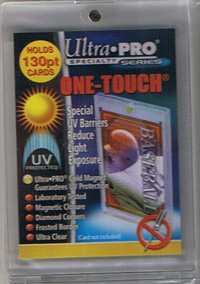 HOLDS
130pt
CARDS
Ultra•PRO®
SPECIALTY SERIES
ONE-TOUCH®
Special
UV Barriers
Reduce
Light
Exposure
UV
PROTECTED
BASEBALL
Ultra•PRO® Gold Magnet
Guarantees UV Protection
• Laboratory Tested
• Magnetic Closure
• Diamond Corners
• Frosted Border
• Ultra Clear
(Card not included)